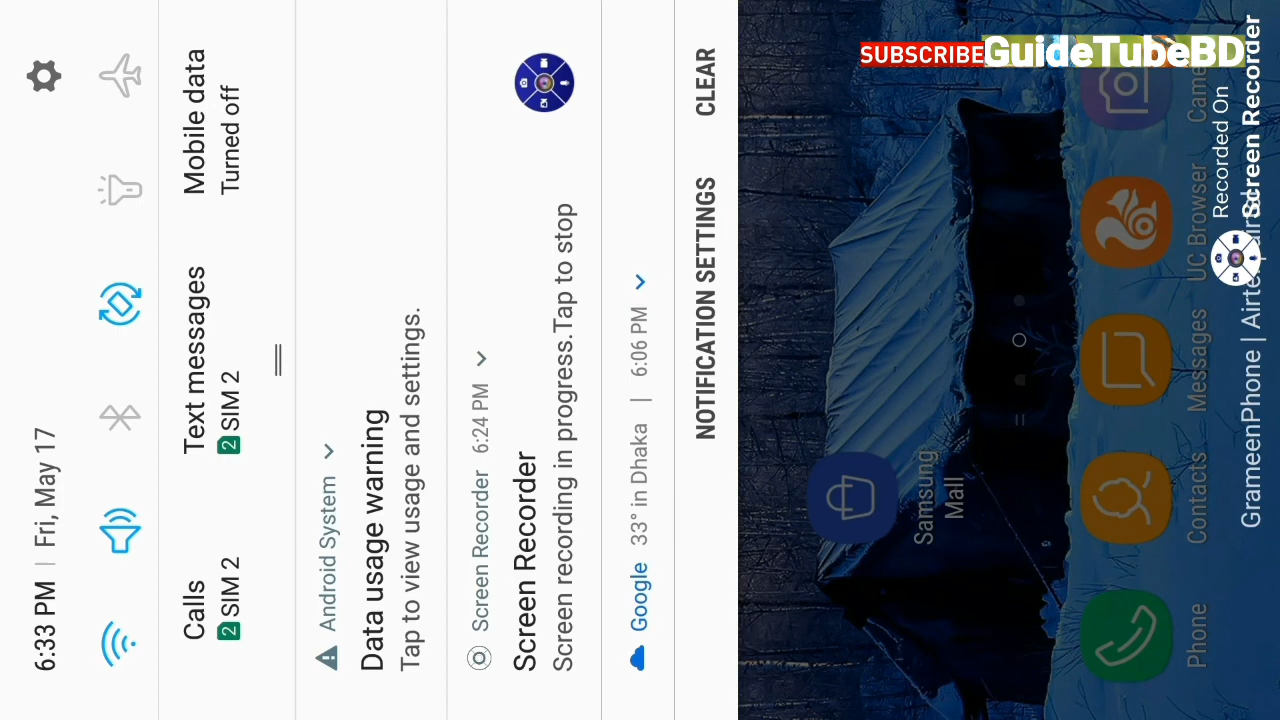 SUBSCRIBE GuideTubeBD
6:33 PM | Fri, May 17
Calls
2 SIM 2
Text messages
2 SIM 2
Mobile data
Turned off
Android System
Data usage warning
Tap to view usage and settings.
Screen Recorder 6:24 PM
Screen Recorder
Screen recording in progress.Tap to stop
Google 33° in Dhaka | 6:06 PM
NOTIFICATION SETTINGS CLEAR
Samsung
Mall
Phone Contacts Messages UC Browser
Recorded On
Screen Recorder
GrameenPhone |